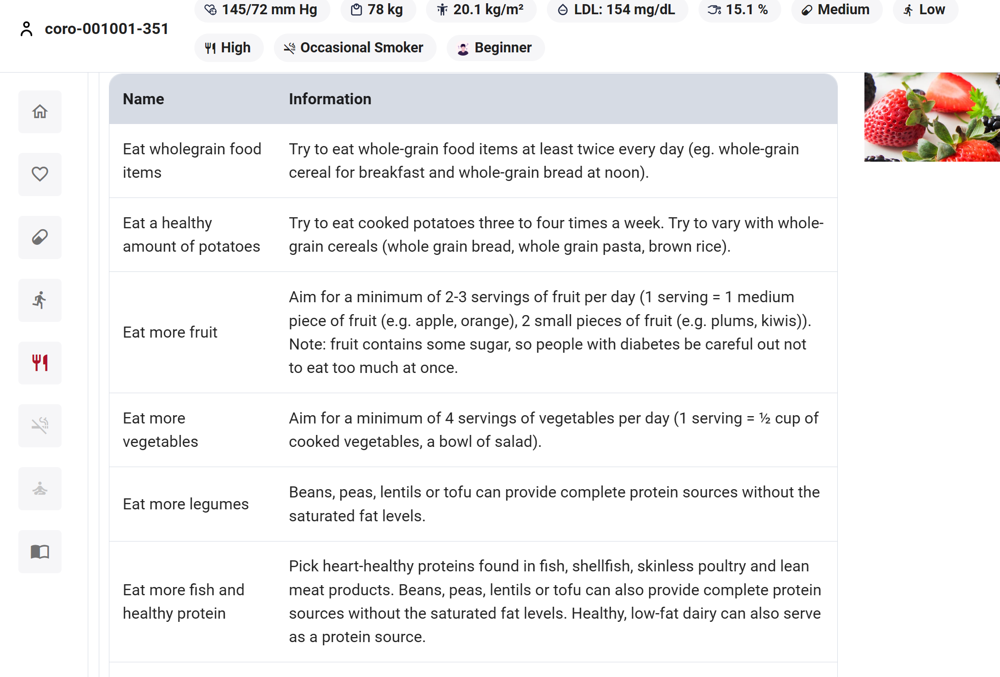 coro-001001-351
145/72 mm Hg
78 kg
20.1 kg/m²
LDL: 154 mg/dL
15.1 %
Medium
Low
High
Occasional Smoker
Beginner
Name
Information
Eat wholegrain food
items
Try to eat whole-grain food items at least twice every day (eg. whole-grain
cereal for breakfast and whole-grain bread at noon).
Eat a healthy
amount of potatoes
Try to eat cooked potatoes three to four times a week. Try to vary with whole-
grain cereals (whole grain bread, whole grain pasta, brown rice).
Eat more fruit
Aim for a minimum of 2-3 servings of fruit per day (1 serving = 1 medium
piece of fruit (e.g. apple, orange), 2 small pieces of fruit (e.g. plums, kiwis)).
Note: fruit contains some sugar, so people with diabetes be careful out not
to eat too much at once.
Eat more
vegetables
Aim for a minimum of 4 servings of vegetables per day (1 serving = ½ cup of
cooked vegetables, a bowl of salad).
Eat more legumes
Beans, peas, lentils or tofu can provide complete protein sources without the
saturated fat levels.
Eat more fish and
healthy protein
Pick heart-healthy proteins found in fish, shellfish, skinless poultry and lean
meat products. Beans, peas, lentils or tofu can also provide complete protein
sources without the saturated fat levels. Healthy, low-fat dairy can also serve
as a protein source.